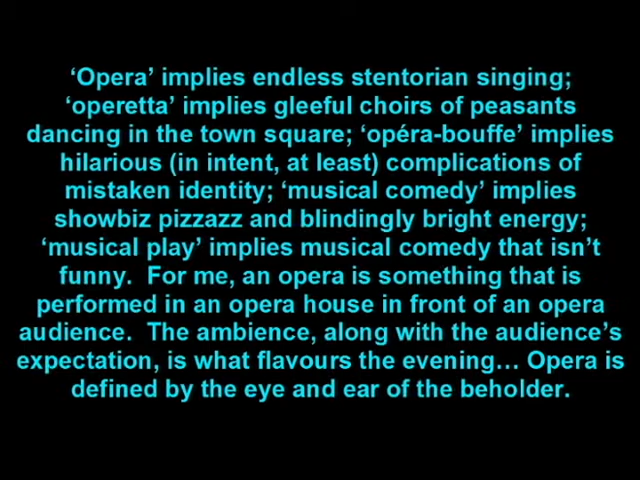 ‘Opera’ implies endless stentorian singing;
‘operetta’ implies gleeful choirs of peasants
dancing in the town square; ‘opéra-bouffe’ implies
hilarious (in intent, at least) complications of
mistaken identity; ‘musical comedy’ implies
showbiz pizzazz and blindingly bright energy;
‘musical play’ implies musical comedy that isn’t
funny.  For me, an opera is something that is
performed in an opera house in front of an opera
audience.  The ambience, along with the audience’s
expectation, is what flavours the evening… Opera is
defined by the eye and ear of the beholder.